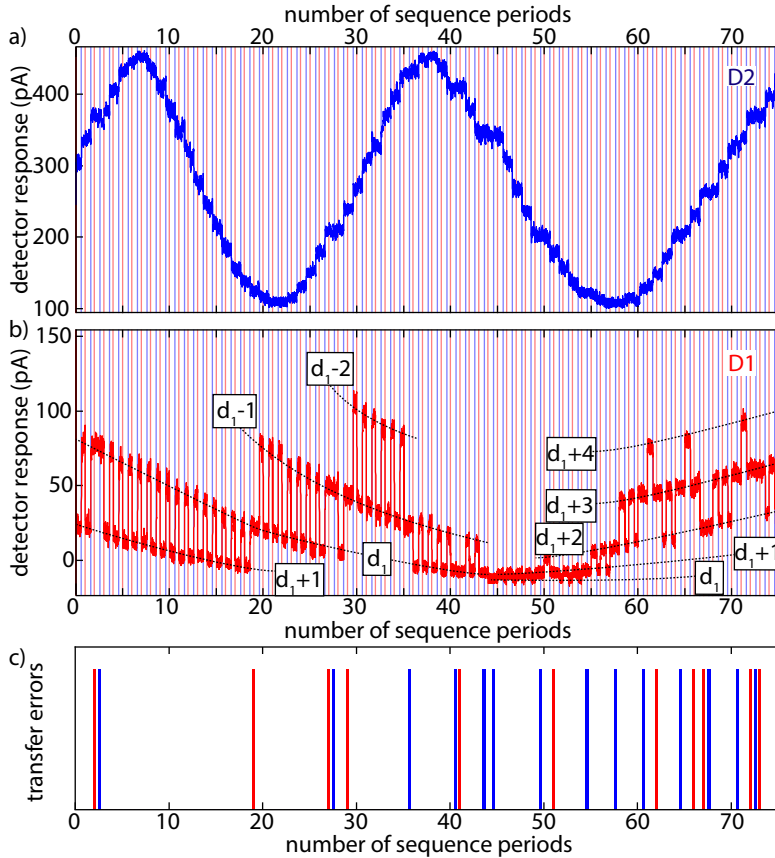 number of sequence periods
0 10 20 30 40 50 60 70
a)
detector response (pA)
400
300
200
100
D2
b)
detector response (pA)
150
100
50
0
D1
d₁-2
d₁-1
d₁+4
d₁+3
d₁+2
d₁
d₁+1
d₁+1
d₁
0 10 20 30 40 50 60 70
number of sequence periods
c)
transfer errors
0 10 20 30 40 50 60 70
number of sequence periods